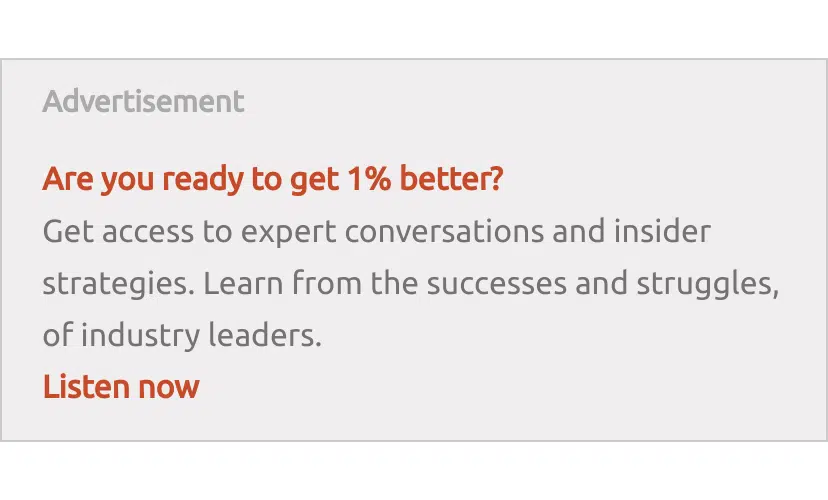 Advertisement
Are you ready to get 1% better?
Get access to expert conversations and insider
strategies. Learn from the successes and struggles,
of industry leaders.
Listen now